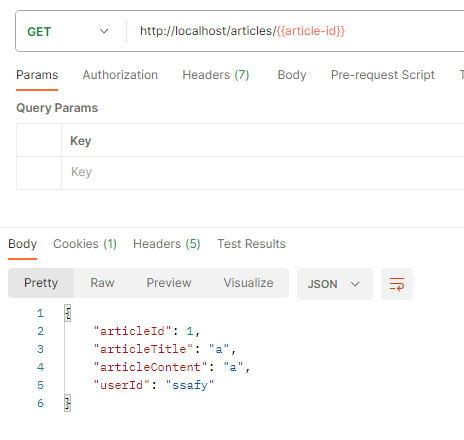 GET http://localhost/articles/{{article-id}}
Params Authorization Headers (7) Body Pre-request Script
Query Params
Key
Key
Body Cookies (1) Headers (5) Test Results
Pretty Raw Preview Visualize JSON
1 {
2 "articleId": 1,
3 "articleTitle": "a",
4 "articleContent": "a",
5 "userId": "ssafy"
6 }